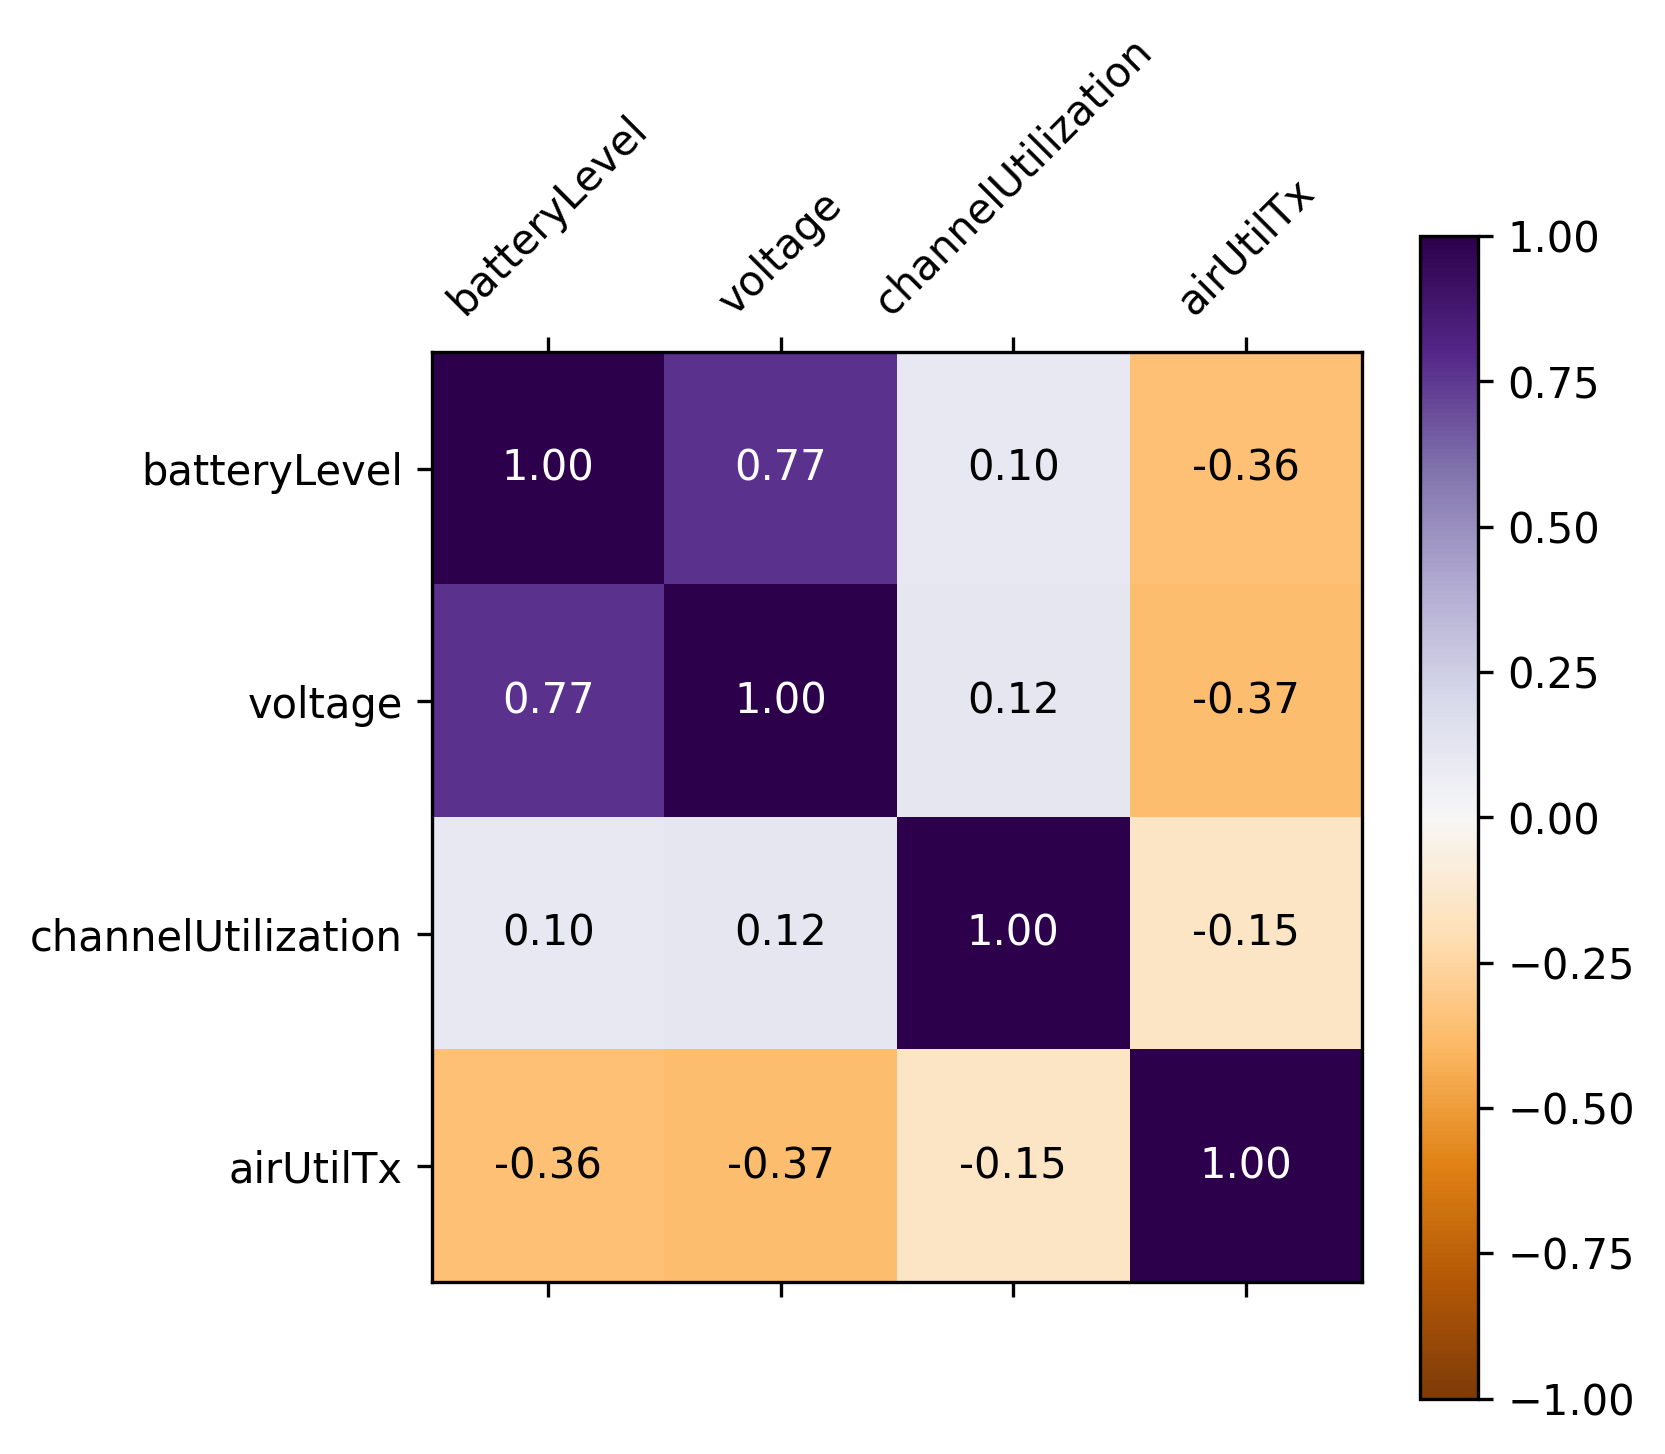 batteryLevel
voltage
channelUtilization
airUtilTx
batteryLevel 1.00 0.77 0.10 -0.36
voltage 0.77 1.00 0.12 -0.37
channelUtilization 0.10 0.12 1.00 -0.15
airUtilTx -0.36 -0.37 -0.15 1.00
1.00
0.75
0.50
0.25
0.00
−0.25
−0.50
−0.75
−1.00